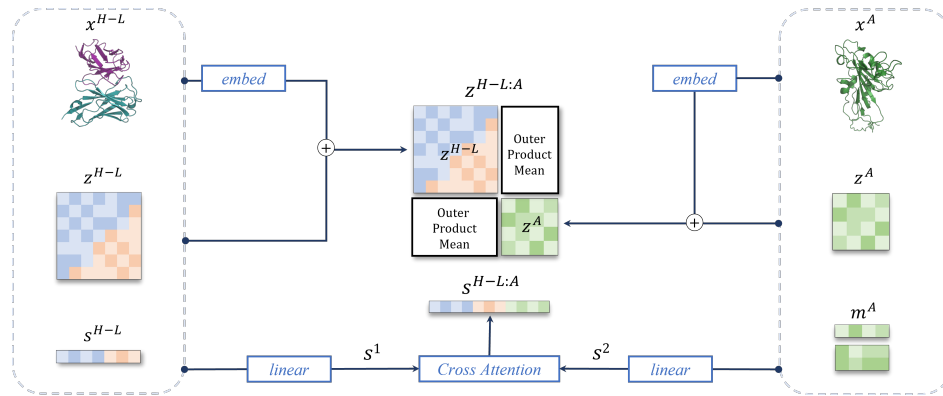 x^{H-L}
x^{A}
embed
embed
z^{H-L:A}
+
z^{H-L}
Outer
Product
Mean
z^{H-L}
z^{A}
Outer
Product
Mean
z^{A}
+
s^{H-L:A}
s^{H-L}
m^{A}
s^{1}
s^{2}
linear
Cross Attention
linear